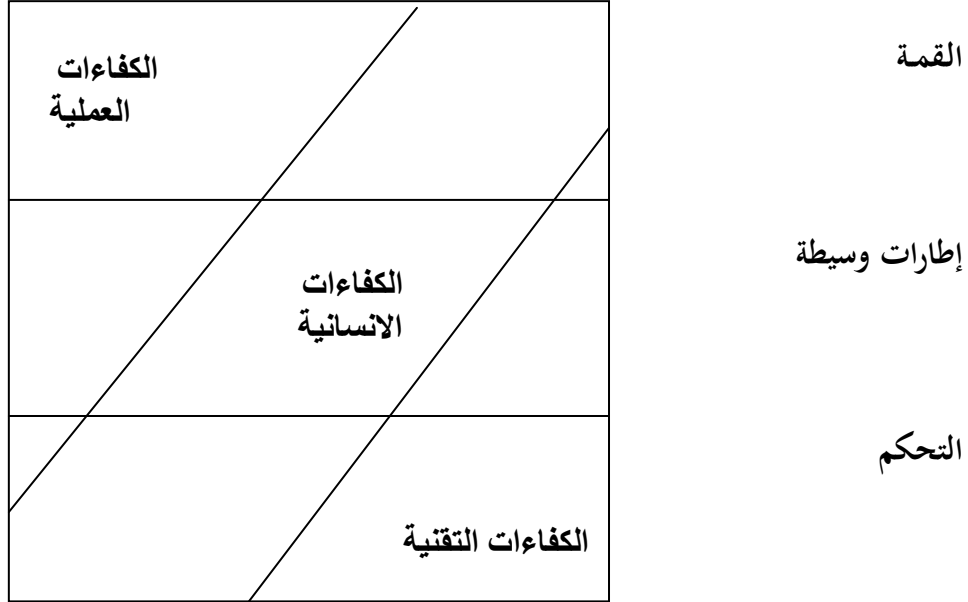 القمة
الكفاءات
العملية
إطارات وسيطة
الكفاءات
الانسانية
التحكم
الكفاءات التقنية